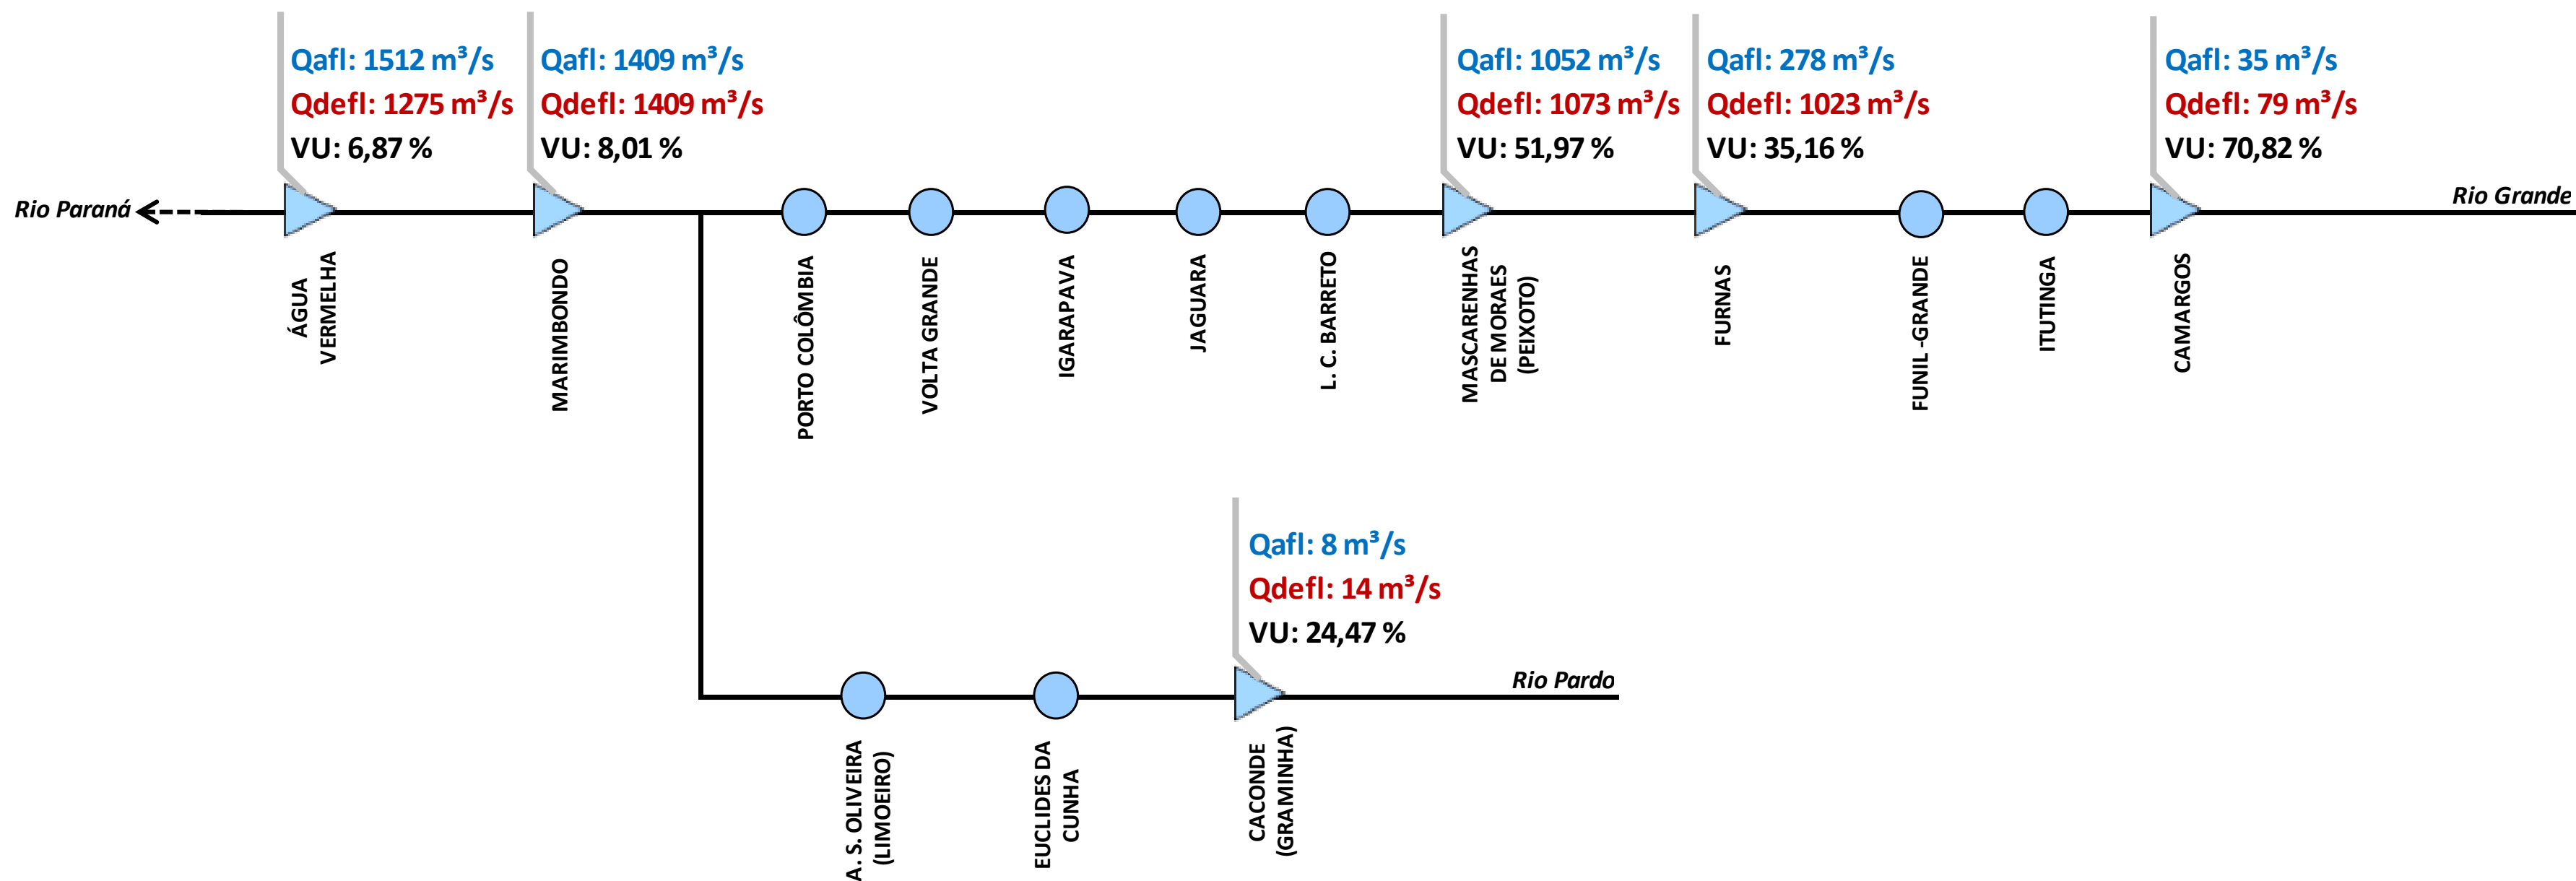 Qafl: 1512 m³/s
Qdefl: 1275 m³/s
VU: 6,87 %
Qafl: 1409 m³/s
Qdefl: 1409 m³/s
VU: 8,01 %
Qafl: 1052 m³/s
Qdefl: 1073 m³/s
VU: 51,97 %
Qafl: 278 m³/s
Qdefl: 1023 m³/s
VU: 35,16 %
Qafl: 35 m³/s
Qdefl: 79 m³/s
VU: 70,82 %
Rio Paraná
Rio Grande
ÁGUA
VERMELHA
MARIMBONDO
PORTO COLÔMBIA
VOLTA GRANDE
IGARAPAVA
JAGUARA
L. C. BARRETO
MASCARENHAS
DE MORAES
(PEIXOTO)
FURNAS
FUNIL -GRANDE
ITUTINGA
CAMARGOS
Qafl: 8 m³/s
Qdefl: 14 m³/s
VU: 24,47 %
Rio Pardo
A. S. OLIVEIRA
(LIMOEIRO)
EUCLIDES DA
CUNHA
CACONDE
(GRAMINHA)